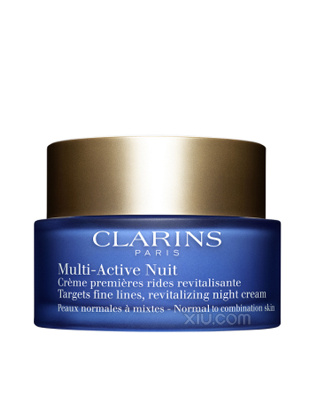 CLARINS
PARIS
Multi-Active Nuit
Crème premières rides revitalisante
Targets fine lines, revitalizing night cream
Peaux normales à mixtes - Normal to combination skin
xiu.com